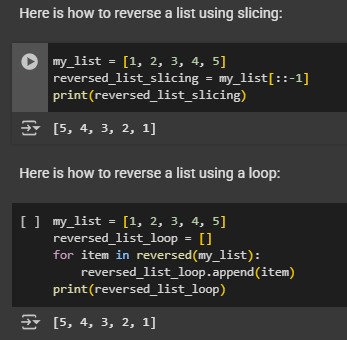 Here is how to reverse a list using slicing:
my_list = [1, 2, 3, 4, 5]
reversed_list_slicing = my_list[::-1]
print(reversed_list_slicing)
[5, 4, 3, 2, 1]
Here is how to reverse a list using a loop:
[ ] my_list = [1, 2, 3, 4, 5]
reversed_list_loop = []
for item in reversed(my_list):
    reversed_list_loop.append(item)
print(reversed_list_loop)
[5, 4, 3, 2, 1]